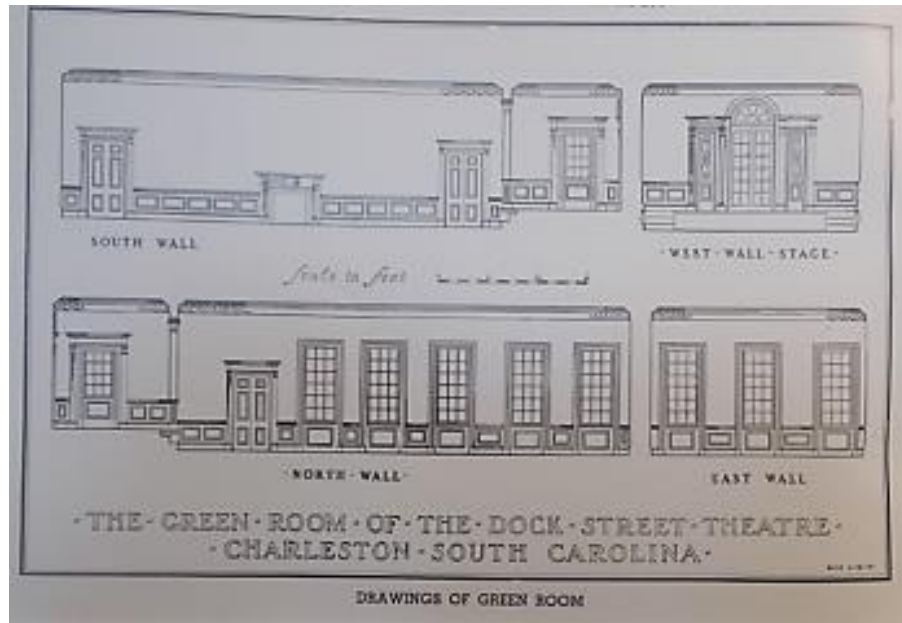 SOUTH WALL
·WEST·WALL·STAGE·
Scale in feet
·NORTH·WALL·
EAST WALL
·THE·GREEN·ROOM·OF·THE·DOCK·STREET·THEATRE·
·CHARLESTON·SOUTH CAROLINA·
DRAWINGS OF GREEN ROOM